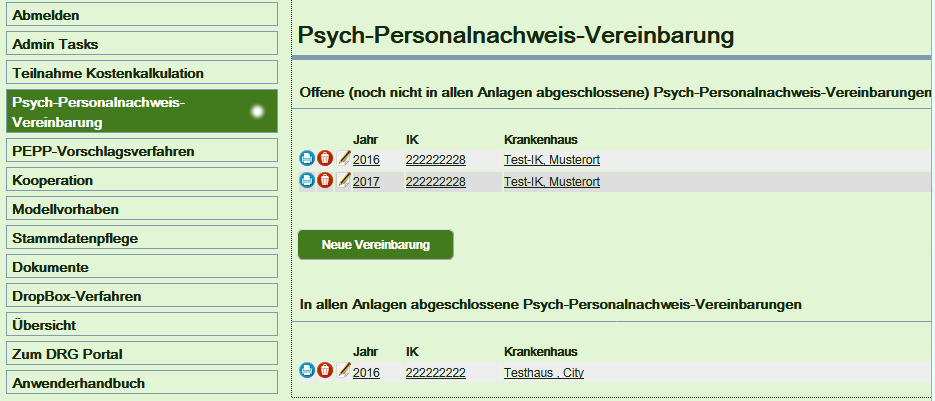 Abmelden
Admin Tasks
Teilnahme Kostenkalkulation
Psych-Personalnachweis-
Vereinbarung
PEPP-Vorschlagsverfahren
Kooperation
Modellvorhaben
Stammdatenpflege
Dokumente
DropBox-Verfahren
Übersicht
Zum DRG Portal
Anwenderhandbuch
Psych-Personalnachweis-Vereinbarung
Offene (noch nicht in allen Anlagen abgeschlossene) Psych-Personalnachweis-Vereinbarungen
Jahr IK Krankenhaus
2016 222222228 Test-IK, Musterort
2017 222222228 Test-IK, Musterort
Neue Vereinbarung
In allen Anlagen abgeschlossene Psych-Personalnachweis-Vereinbarungen
Jahr IK Krankenhaus
2016 222222222 Testhaus , City